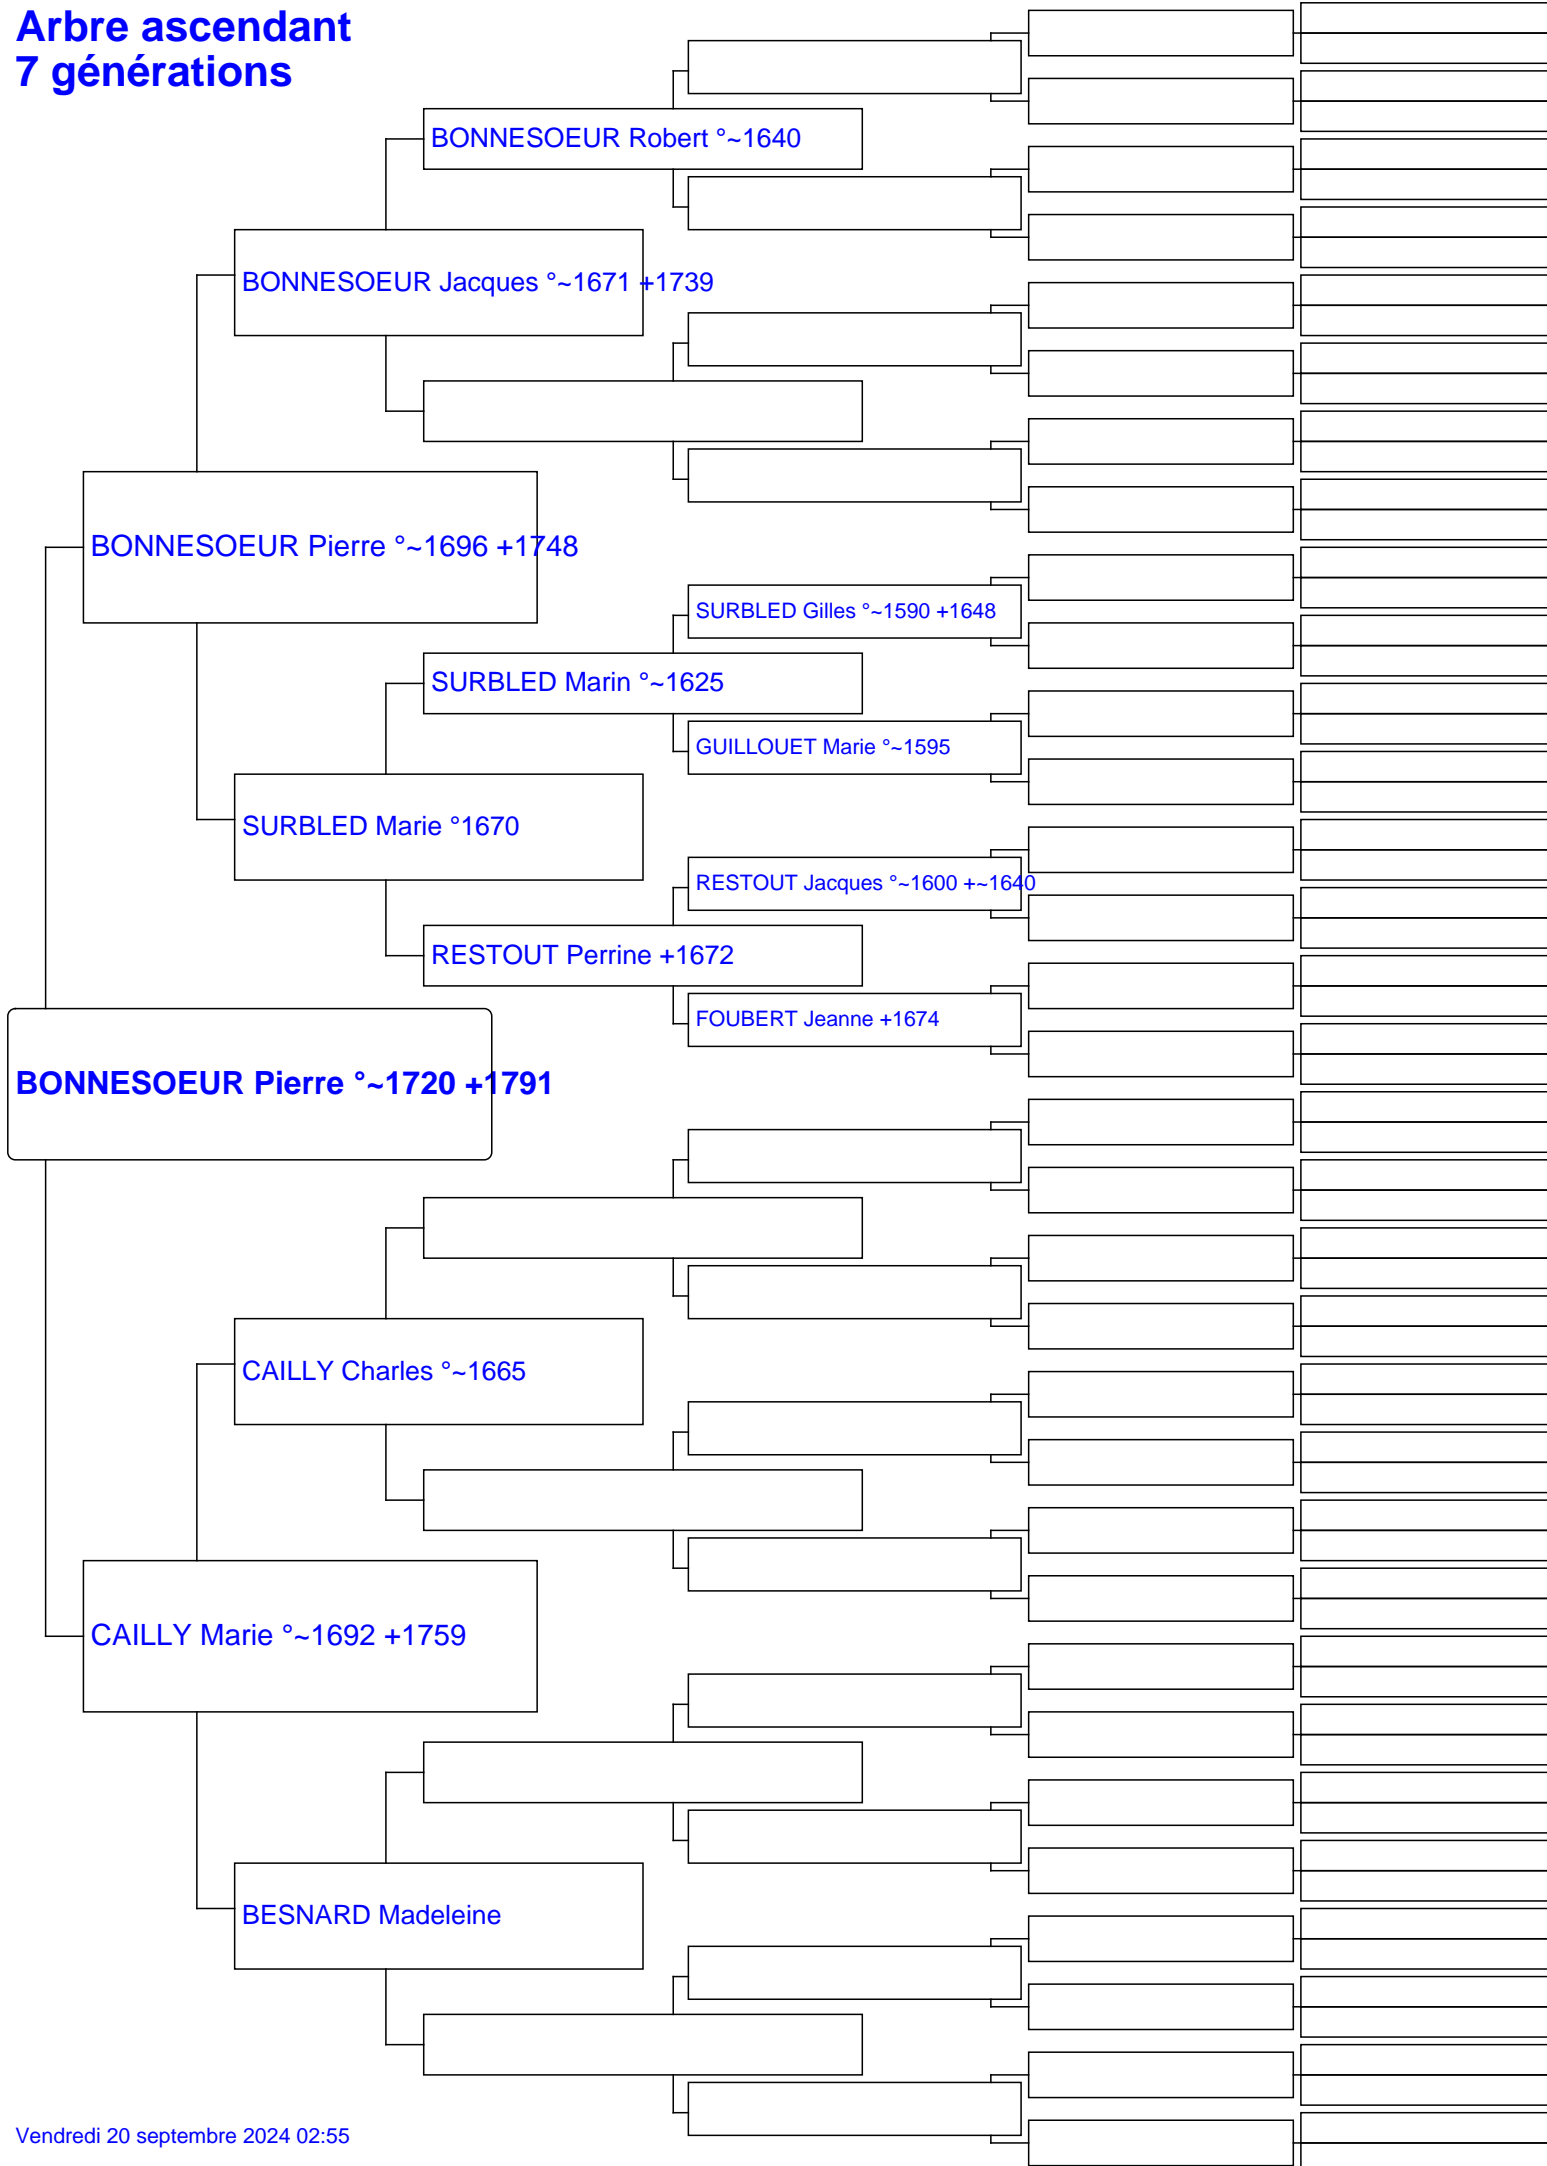 Arbre ascendant
7 générations
BONNESOEUR Robert °~1640
BONNESOEUR Jacques °~1671 +1739
BONNESOEUR Pierre °~1696 +1748
SURBLED Gilles °~1590 +1648
SURBLED Marin °~1625
GUILLOUET Marie °~1595
SURBLED Marie °1670
RESTOUT Jacques °~1600 +~1640
RESTOUT Perrine +1672
FOUBERT Jeanne +1674
BONNESOEUR Pierre °~1720 +1791
CAILLY Charles °~1665
CAILLY Marie °~1692 +1759
BESNARD Madeleine
Vendredi 20 septembre 2024 02:55